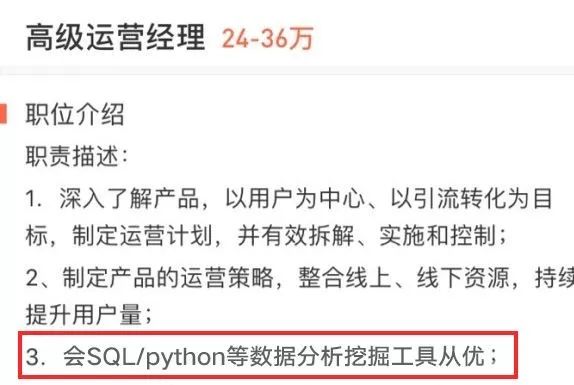 高级运营经理 24-36万
职位介绍
职责描述：
1. 深入了解产品，以用户为中心、以引流转化为目
标，制定运营计划，并有效拆解、实施和控制；
2、制定产品的运营策略，整合线上、线下资源，持续
提升用户量；
3. 会SQL/python等数据分析挖掘工具从优；